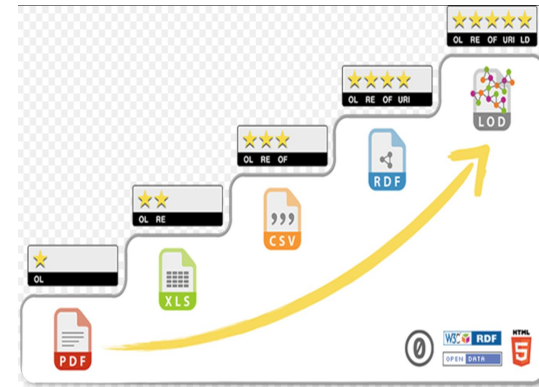 OL RE OF URI LD
OL RE OF URI
LOD
OL RE OF
RDF
OL RE
CSV
OL
XLS
PDF
0
W3C RDF
OPEN DATA
HTML
5